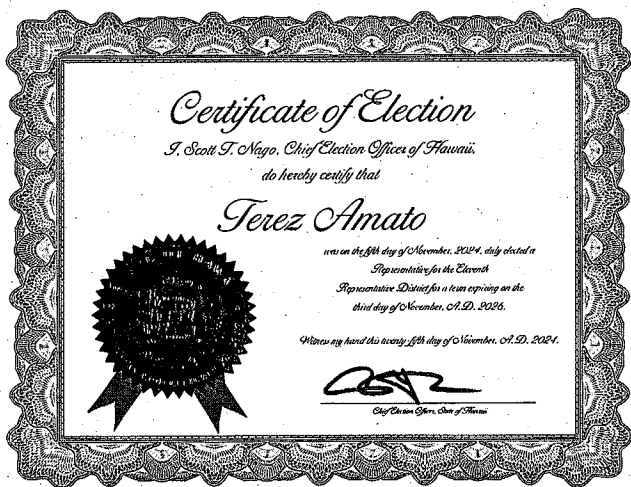 Certificate of Election
I, Scott T. Nago, Chief Election Officer of Hawaii,
do hereby certify that
Terez Amato
was on the fifth day of November, 2024, duly elected a
Representative for the Eleventh
Representative District for a term expiring on the
third day of November, A.D. 2026.
Witness my hand this twenty-fifth day of November, A.D. 2024.
Chief Election Officer, State of Hawaii